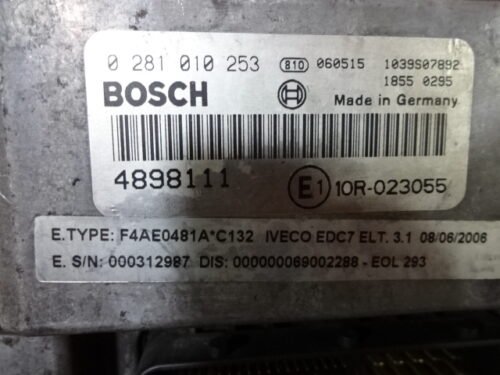 0 281 010 253 810 060515 1039S07892
1855 0295
BOSCH Made in Germany
4898111 E1 10R-023055
E.TYPE: F4AE0481A*C132 IVECO EDC7 ELT. 3.1 08/06/2006
E. S/N: 000312987 DIS: 000000069002288 - EOL 293